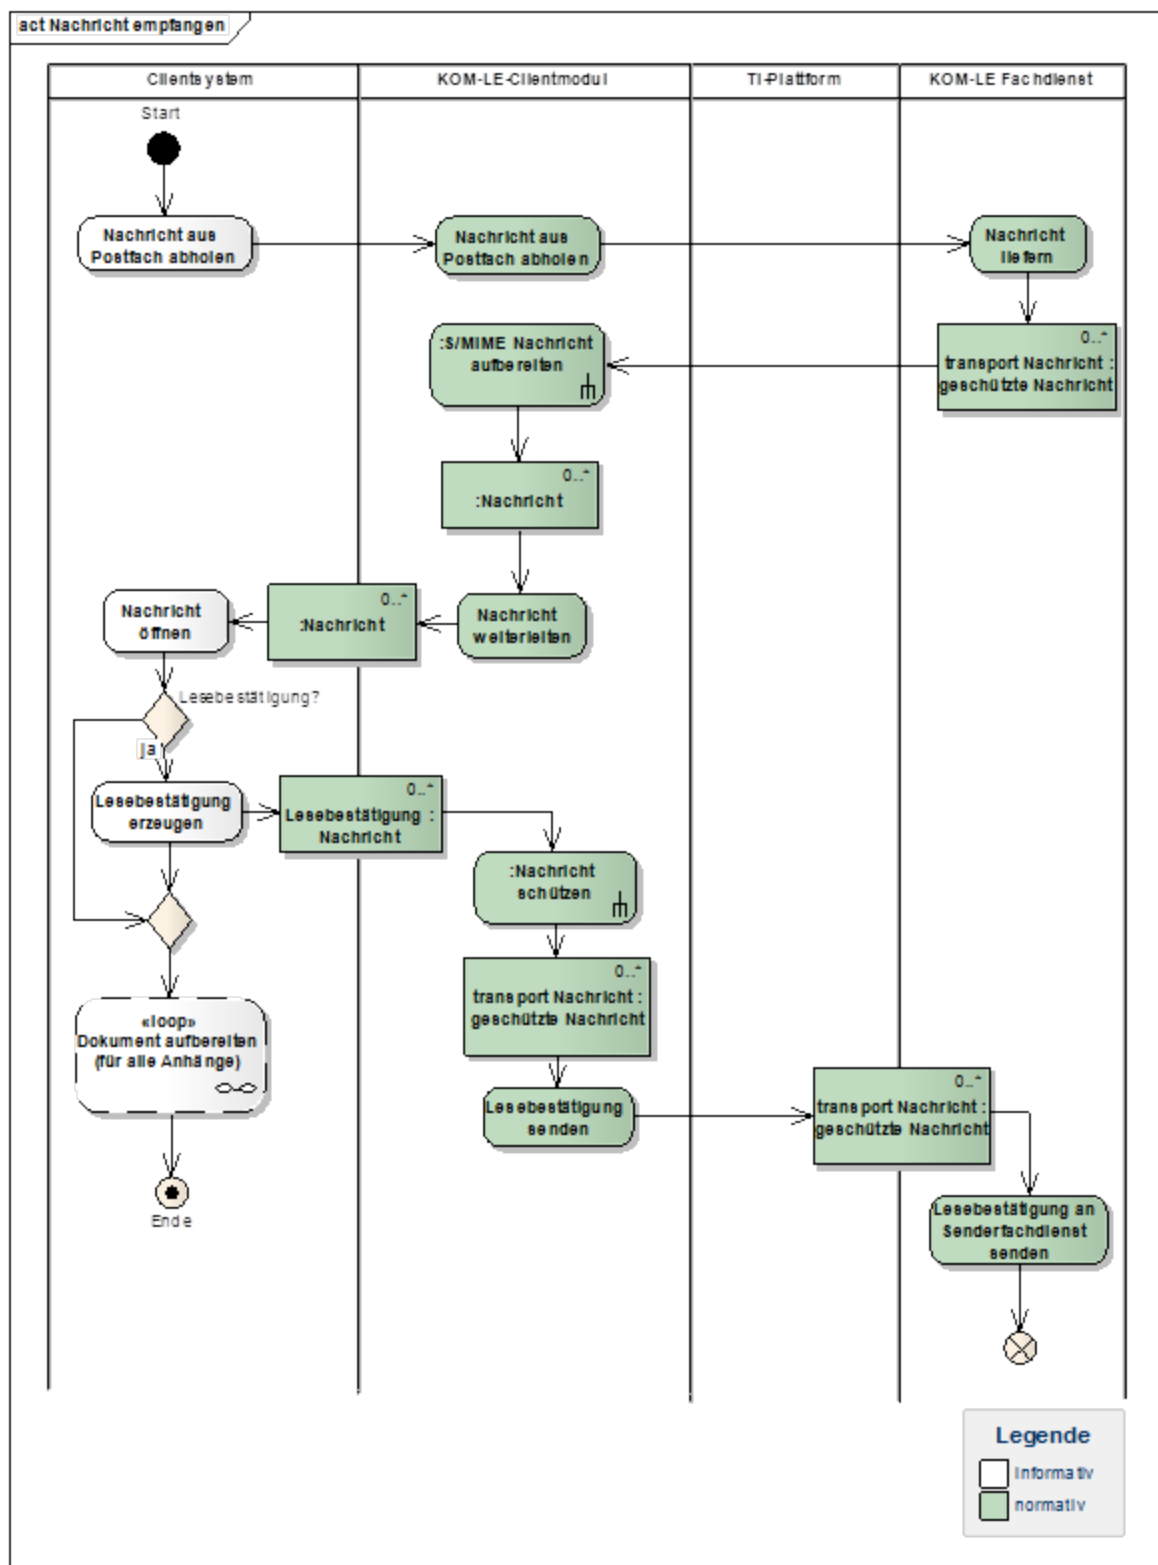 act Nachricht empfangen
Clientsystem
KOM-LE-Clientmodul
TI-Plattform
KOM-LE Fachdienst
Start
Nachricht aus
Postfach abholen
Nachricht aus
Postfach abholen
Nachricht
liefern
:S/MIME Nachricht
aufbereiten
0..*
transport Nachricht :
geschützte Nachricht
0..*
:Nachricht
Nachricht
öffnen
0..*
:Nachricht
Nachricht
weiterleiten
Lesebestätigung?
ja
Lesebestätigung
erzeugen
0..*
Lesebestätigung :
Nachricht
:Nachricht
schützen
0..*
transport Nachricht :
geschützte Nachricht
«loop»
Dokument aufbereiten
(für alle Anhänge)
Lesebestätigung
senden
0..*
transport Nachricht :
geschützte Nachricht
Ende
Lesebestätigung an
Senderfachdienst
senden
Legende
informativ
normativ